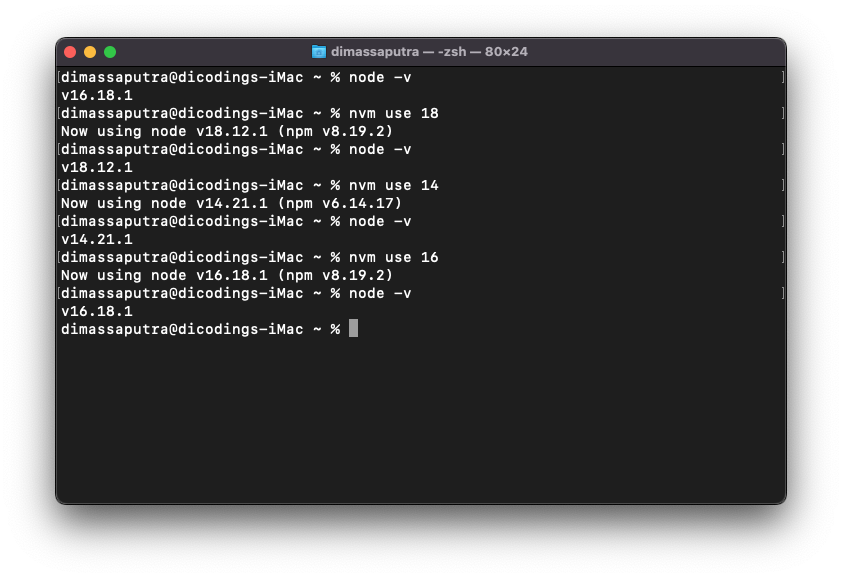 dimassaputra — -zsh — 80×24
[dimassaputra@dicodings-iMac ~ % node -v ]
v16.18.1
[dimassaputra@dicodings-iMac ~ % nvm use 18 ]
Now using node v18.12.1 (npm v8.19.2)
[dimassaputra@dicodings-iMac ~ % node -v ]
v18.12.1
[dimassaputra@dicodings-iMac ~ % nvm use 14 ]
Now using node v14.21.1 (npm v6.14.17)
[dimassaputra@dicodings-iMac ~ % node -v ]
v14.21.1
[dimassaputra@dicodings-iMac ~ % nvm use 16 ]
Now using node v16.18.1 (npm v8.19.2)
[dimassaputra@dicodings-iMac ~ % node -v ]
v16.18.1
dimassaputra@dicodings-iMac ~ %